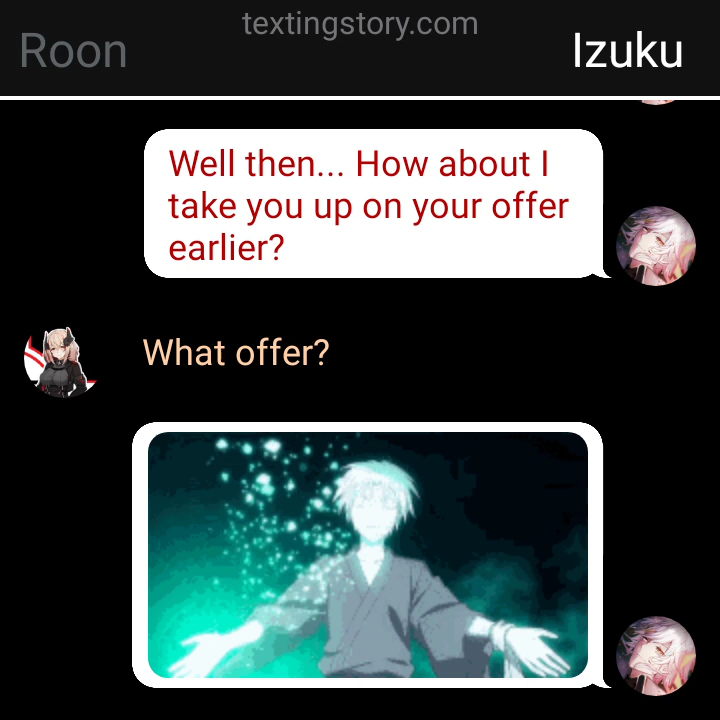 textingstory.com
Roon
Izuku
Well then... How about I
take you up on your offer
earlier?
What offer?